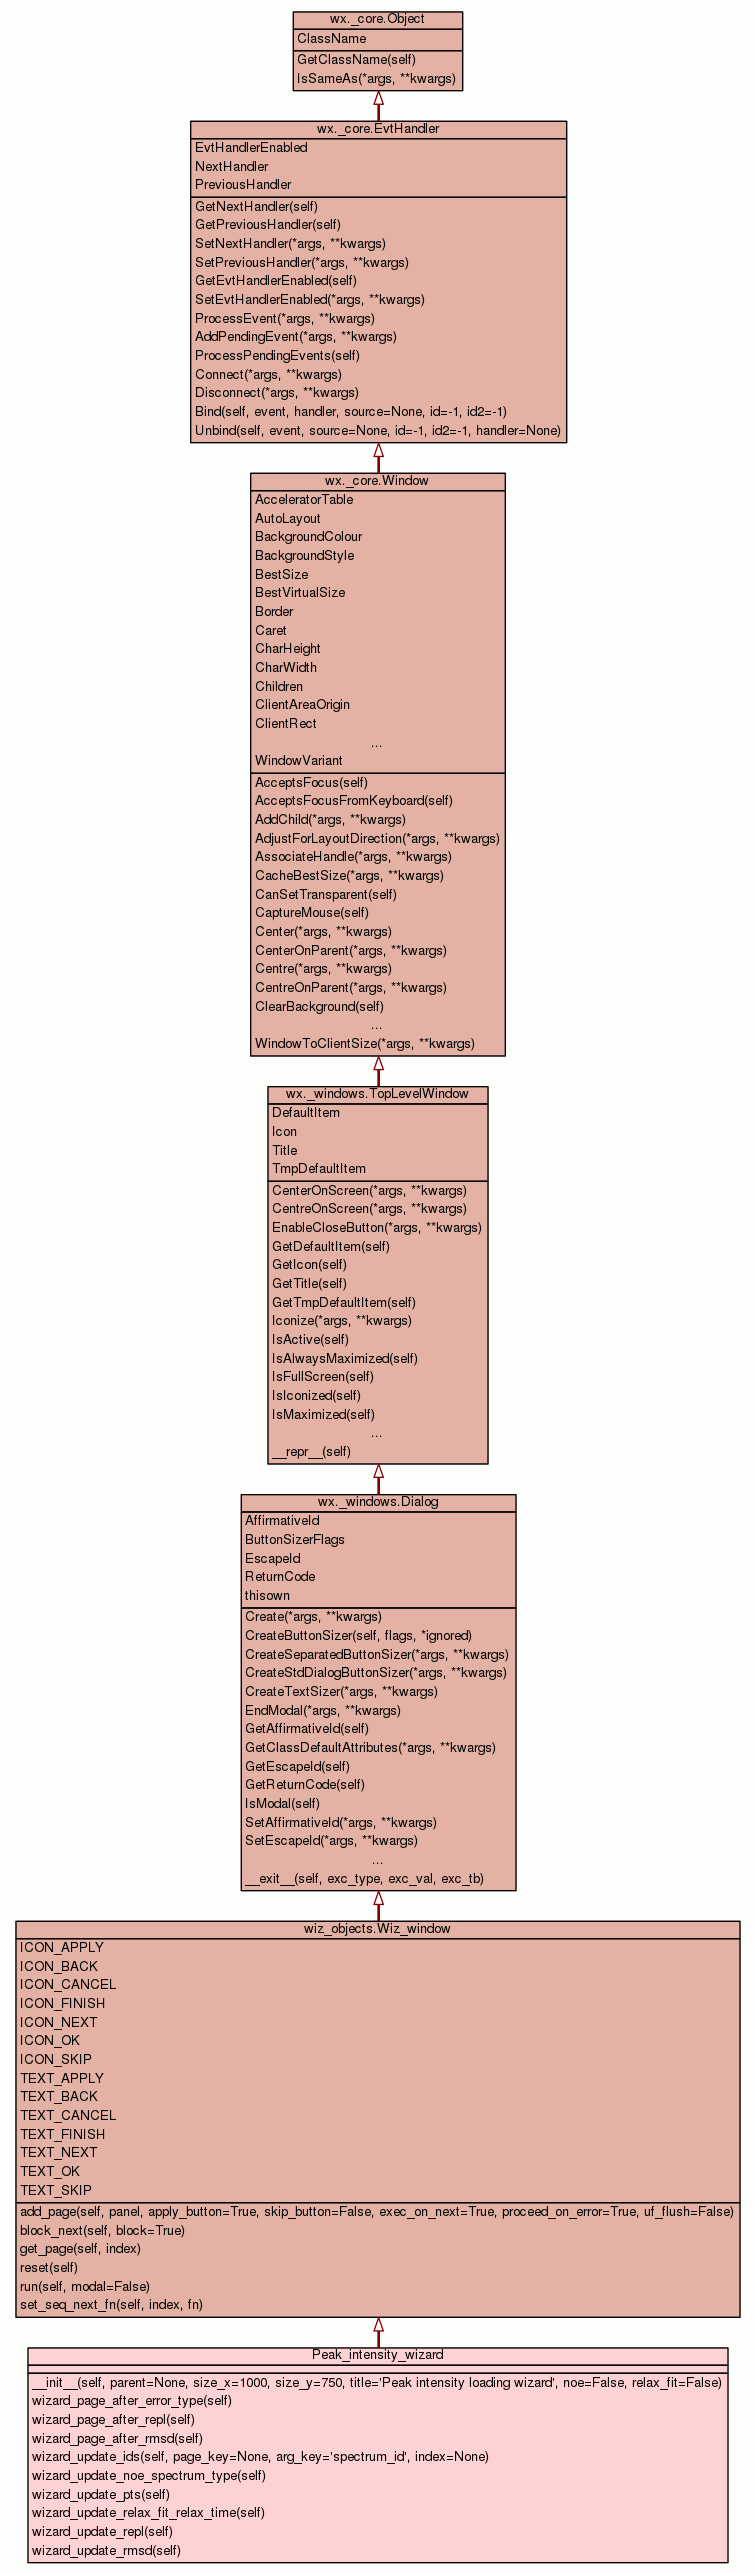 wx._core.Object
ClassName
GetClassName(self)
IsSameAs(*args, **kwargs)
wx._core.EvtHandler
EvtHandlerEnabled
NextHandler
PreviousHandler
GetNextHandler(self)
GetPreviousHandler(self)
SetNextHandler(*args, **kwargs)
SetPreviousHandler(*args, **kwargs)
GetEvtHandlerEnabled(self)
SetEvtHandlerEnabled(*args, **kwargs)
ProcessEvent(*args, **kwargs)
AddPendingEvent(*args, **kwargs)
ProcessPendingEvents(self)
Connect(*args, **kwargs)
Disconnect(*args, **kwargs)
Bind(self, event, handler, source=None, id=-1, id2=-1)
Unbind(self, event, source=None, id=-1, id2=-1, handler=None)
wx._core.Window
AcceleratorTable
AutoLayout
BackgroundColour
BackgroundStyle
BestSize
BestVirtualSize
Border
Caret
CharHeight
CharWidth
Children
ClientAreaOrigin
ClientRect
...
WindowVariant
AcceptsFocus(self)
AcceptsFocusFromKeyboard(self)
AddChild(*args, **kwargs)
AdjustForLayoutDirection(*args, **kwargs)
AssociateHandle(*args, **kwargs)
CacheBestSize(*args, **kwargs)
CanSetTransparent(self)
CaptureMouse(self)
Center(*args, **kwargs)
CenterOnParent(*args, **kwargs)
Centre(*args, **kwargs)
CentreOnParent(*args, **kwargs)
ClearBackground(self)
...
WindowToClientSize(*args, **kwargs)
wx._windows.TopLevelWindow
DefaultItem
Icon
Title
TmpDefaultItem
CenterOnScreen(*args, **kwargs)
CentreOnScreen(*args, **kwargs)
EnableCloseButton(*args, **kwargs)
GetDefaultItem(self)
GetIcon(self)
GetTitle(self)
GetTmpDefaultItem(self)
Iconize(*args, **kwargs)
IsActive(self)
IsAlwaysMaximized(self)
IsFullScreen(self)
IsIconized(self)
IsMaximized(self)
...
__repr__(self)
wx._windows.Dialog
AffirmativeId
ButtonSizerFlags
EscapeId
ReturnCode
thisown
Create(*args, **kwargs)
CreateButtonSizer(self, flags, *ignored)
CreateSeparatedButtonSizer(*args, **kwargs)
CreateStdDialogButtonSizer(*args, **kwargs)
CreateTextSizer(*args, **kwargs)
EndModal(*args, **kwargs)
GetAffirmativeId(self)
GetClassDefaultAttributes(*args, **kwargs)
GetEscapeId(self)
GetReturnCode(self)
IsModal(self)
SetAffirmativeId(*args, **kwargs)
SetEscapeId(*args, **kwargs)
...
__exit__(self, exc_type, exc_val, exc_tb)
wiz_objects.Wiz_window
ICON_APPLY
ICON_BACK
ICON_CANCEL
ICON_FINISH
ICON_NEXT
ICON_OK
ICON_SKIP
TEXT_APPLY
TEXT_BACK
TEXT_CANCEL
TEXT_FINISH
TEXT_NEXT
TEXT_OK
TEXT_SKIP
add_page(self, panel, apply_button=True, skip_button=False, exec_on_next=True, proceed_on_error=True, uf_flush=False)
block_next(self, block=True)
get_page(self, index)
reset(self)
run(self, modal=False)
set_seq_next_fn(self, index, fn)
Peak_intensity_wizard
__init__(self, parent=None, size_x=1000, size_y=750, title='Peak intensity loading wizard', noe=False, relax_fit=False)
wizard_page_after_error_type(self)
wizard_page_after_repl(self)
wizard_page_after_rmsd(self)
wizard_update_ids(self, page_key=None, arg_key='spectrum_id', index=None)
wizard_update_noe_spectrum_type(self)
wizard_update_pts(self)
wizard_update_relax_fit_relax_time(self)
wizard_update_repl(self)
wizard_update_rmsd(self)